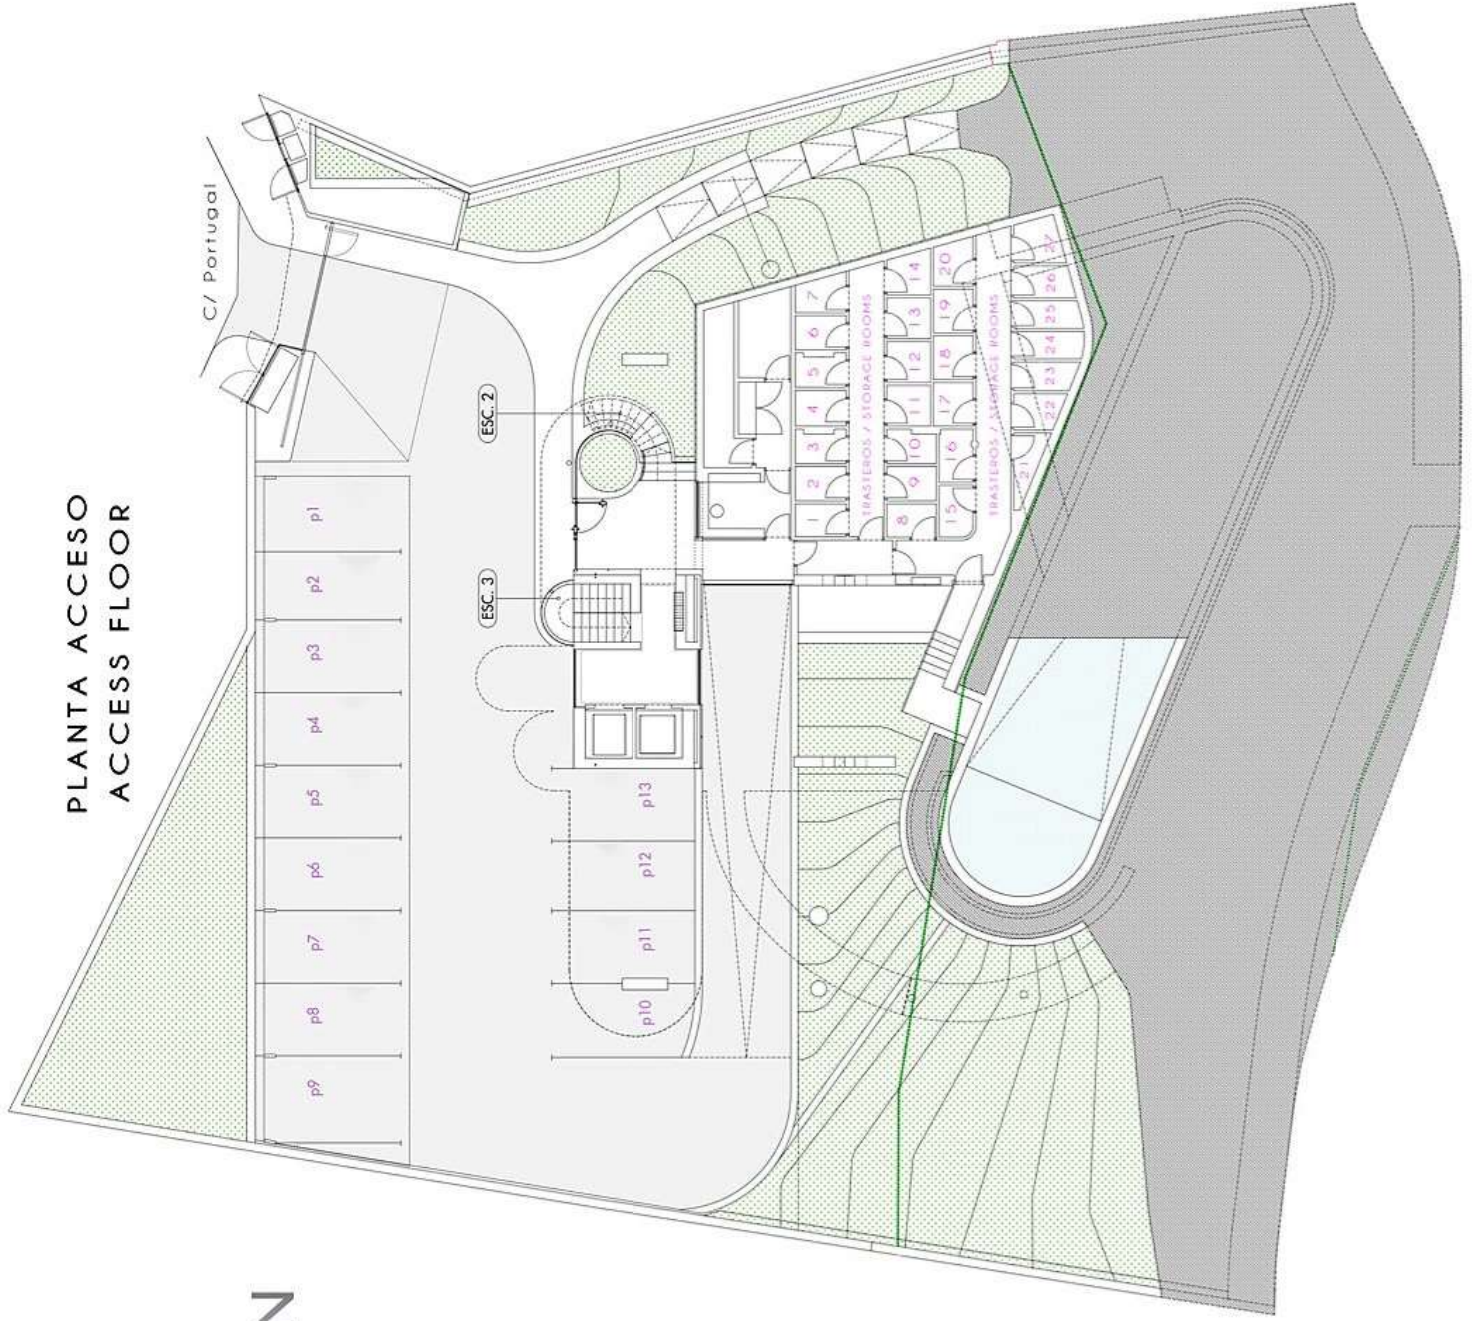 PLANTA ACCESO
ACCESS FLOOR
C/ Portugal
ESC. 2
ESC. 3
p1
p2
p3
p4
p5
p6
p7
p8
p9
p10
p11
p12
p13
1
2
3
4
5
6
7
TRASTEROS / STORAGE ROOMS
8
9
10
11
12
13
14
15
16
17
18
19
20
TRASTEROS / STORAGE ROOMS
21
22
23
24
25
26
27
N